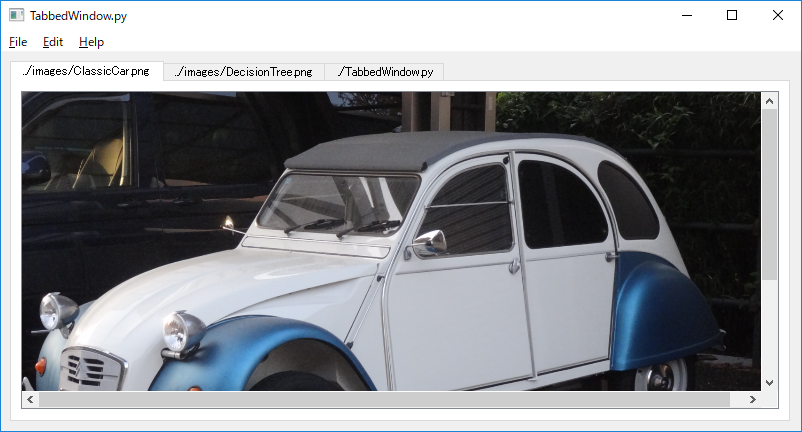 TabbedWindow.py
File Edit Help
./images/ClassicCar.png ./images/DecisionTree.png ./TabbedWindow.py